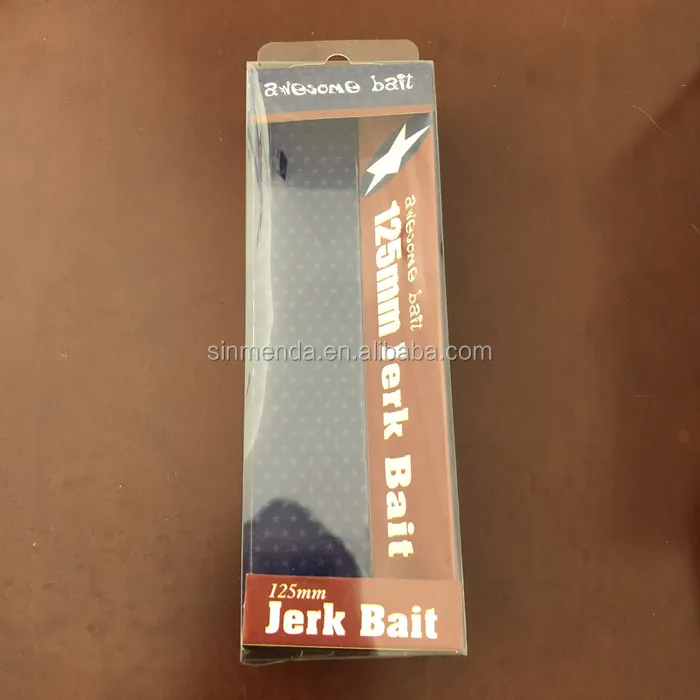 awesome bait
awesome bait
125mm Jerk Bait
sinmenda.en.alibaba.com
125mm
Jerk Bait